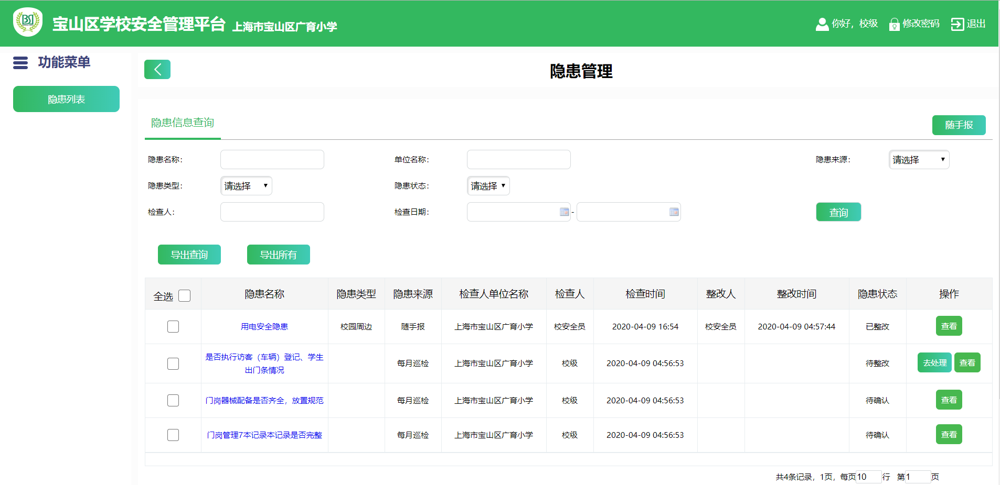 宝山区学校安全管理平台 上海市宝山区广育小学
你好，校级 修改密码 退出
功能菜单
隐患列表
隐患管理
隐患信息查询
随手报
隐患名称： 单位名称： 隐患来源： 请选择
隐患类型： 请选择 隐患状态： 请选择
检查人： 检查日期： - 查询
导出查询 导出所有
全选 隐患名称 隐患类型 隐患来源 检查人单位名称 检查人 检查时间 整改人 整改时间 隐患状态 操作
用电安全隐患 校园周边 随手报 上海市宝山区广育小学 校安全员 2020-04-09 16:54 校安全员 2020-04-09 04:57:44 已整改 查看
是否执行访客（车辆）登记、学生
出门条情况 每月巡检 上海市宝山区广育小学 校级 2020-04-09 04:56:53 待整改 去处理 查看
门岗器械配备是否齐全，放置规范 每月巡检 上海市宝山区广育小学 校级 2020-04-09 04:56:53 待确认 查看
门岗管理7本记录本记录是否完整 每月巡检 上海市宝山区广育小学 校级 2020-04-09 04:56:53 待确认 查看
共4条记录，1页，每页10行 第1页